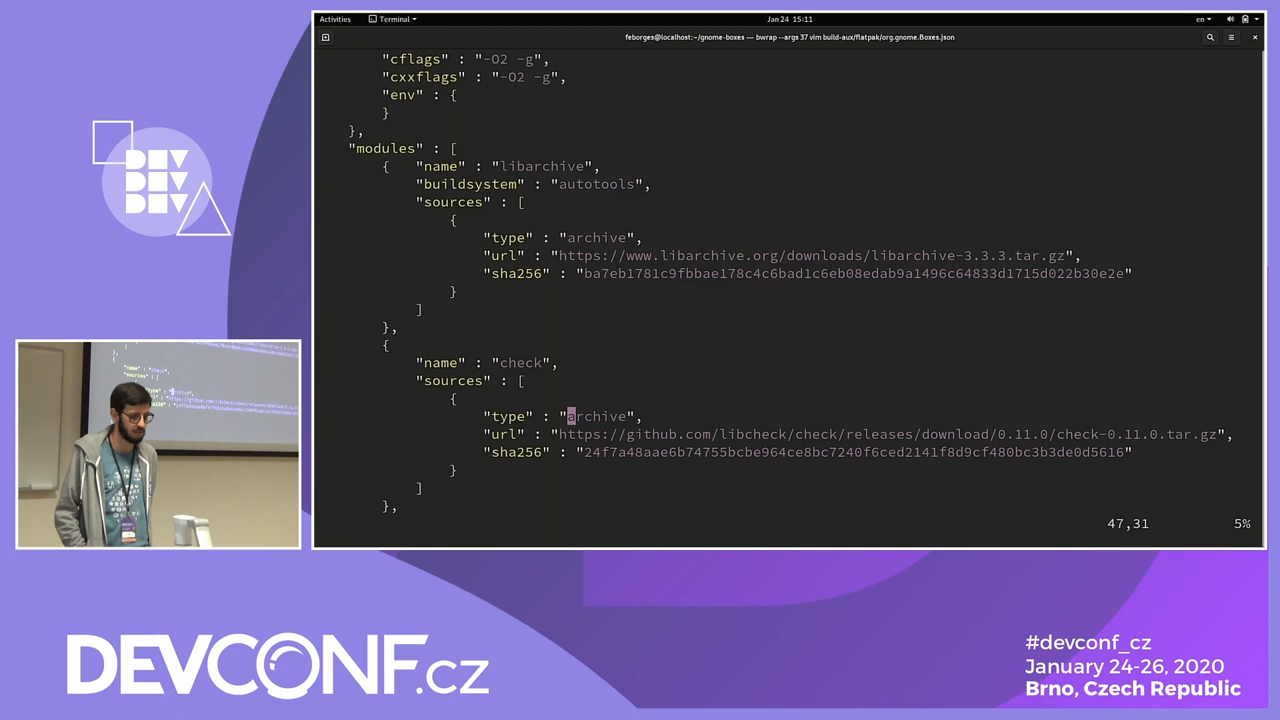 Activities
Terminal
Jan 24 15:11
en
feborges@localhost:~/gnome-boxes — bwrap --args 37 vim build-aux/flatpak/org.gnome.Boxes.json
"cflags" : "-O2 -g",
"cxxflags" : "-O2 -g",
"env" : {
}
},
"modules" : [
{ "name" : "libarchive",
"buildsystem" : "autotools",
"sources" : [
{
"type" : "archive",
"url" : "https://www.libarchive.org/downloads/libarchive-3.3.3.tar.gz",
"sha256" : "ba7eb1781c9fbbae178c4c6bad1c6eb08edab9a1496c64833d1715d022b30e2e"
}
]
},
{
"name" : "check",
"sources" : [
{
"type" : "archive",
"url" : "https://github.com/libcheck/check/releases/download/0.11.0/check-0.11.0.tar.gz",
"sha256" : "24f7a48aae6b74755bcbe964ce8bc7240f6ced2141f8d9cf480bc3b3de0d5616"
}
]
},
47,31 5%
DEV
DEV
DEV
DEVCONF.cz
#devconf_cz
January 24-26, 2020
Brno, Czech Republic